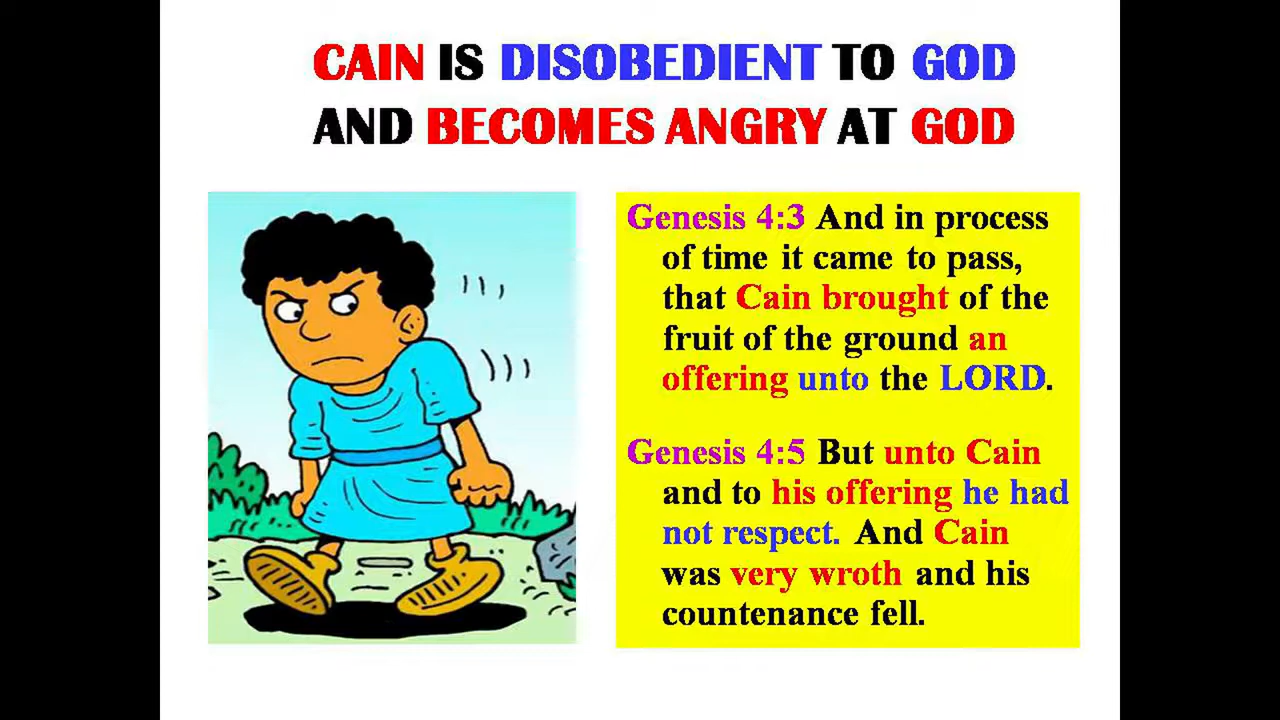 CAIN IS DISOBEDIENT TO GOD
AND BECOMES ANGRY AT GOD
Genesis 4:3 And in process
of time it came to pass,
that Cain brought of the
fruit of the ground an
offering unto the LORD.
Genesis 4:5 But unto Cain
and to his offering he had
not respect. And Cain
was very wroth and his
countenance fell.